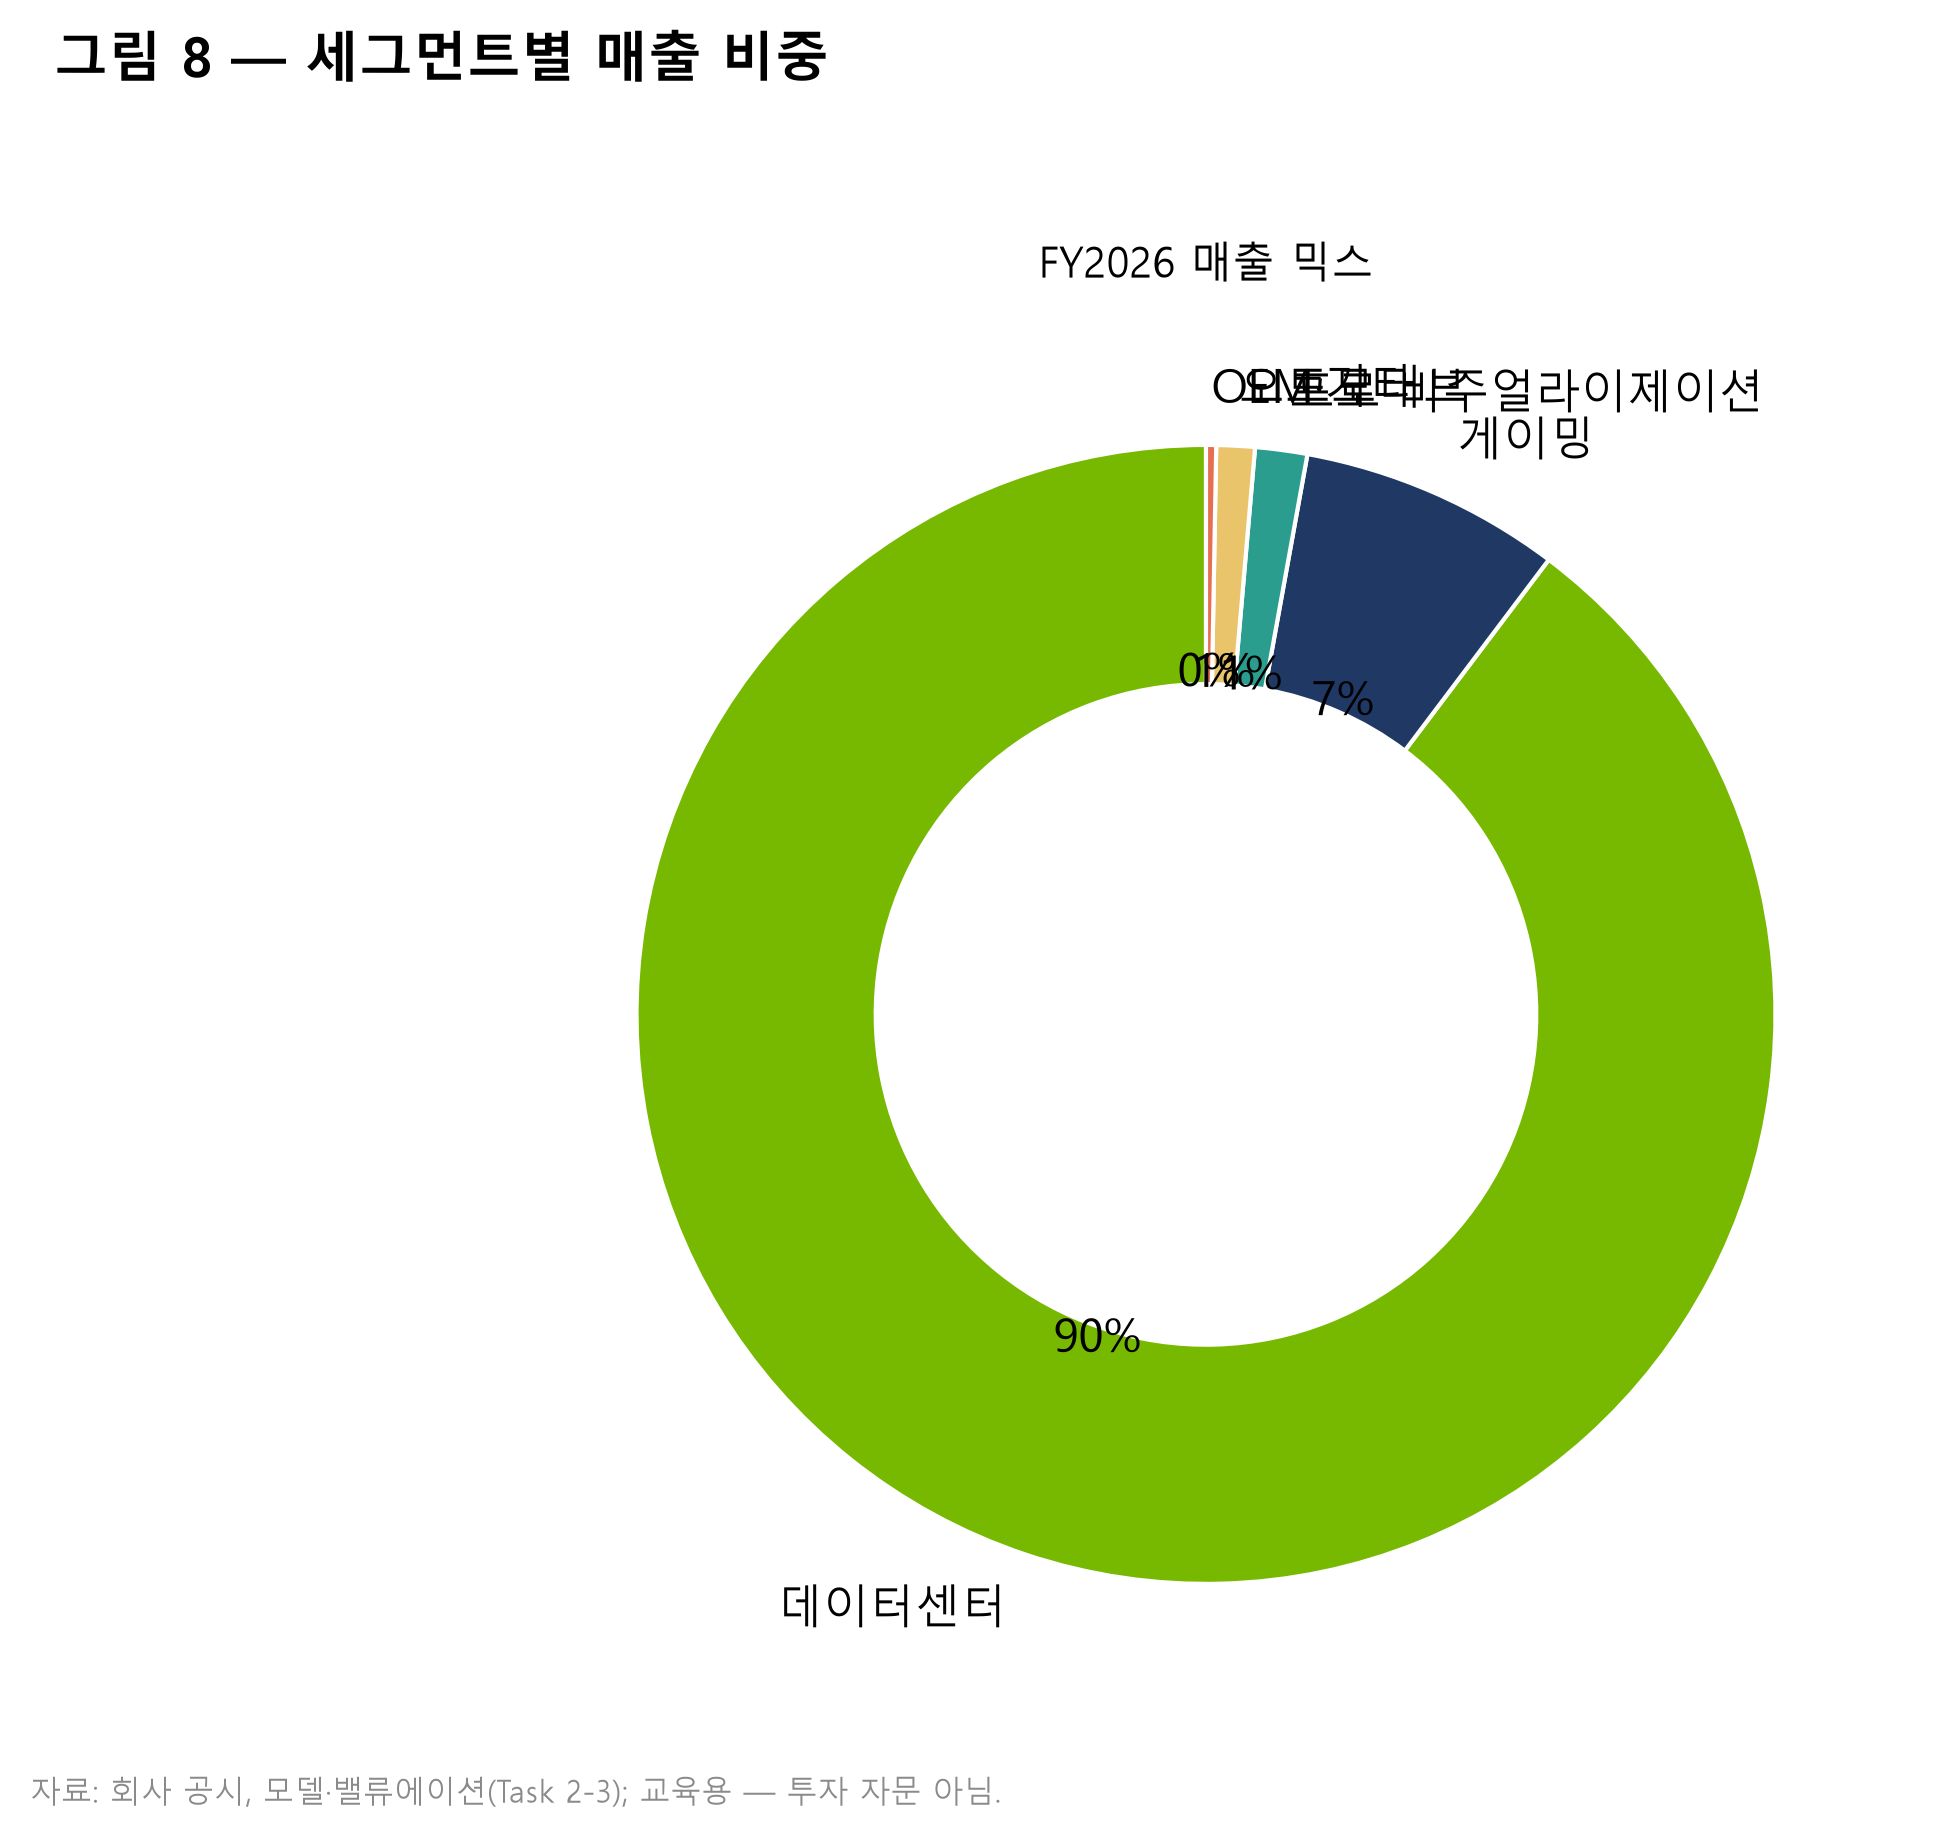 그림 8 — 세그먼트별 매출 비중
FY2026 매출 믹스
게이밍
7%
90%
데이터센터
자료: 회사 공시, 모델·밸류에이션(Task 2-3); 교육용 — 투자 자문 아님.